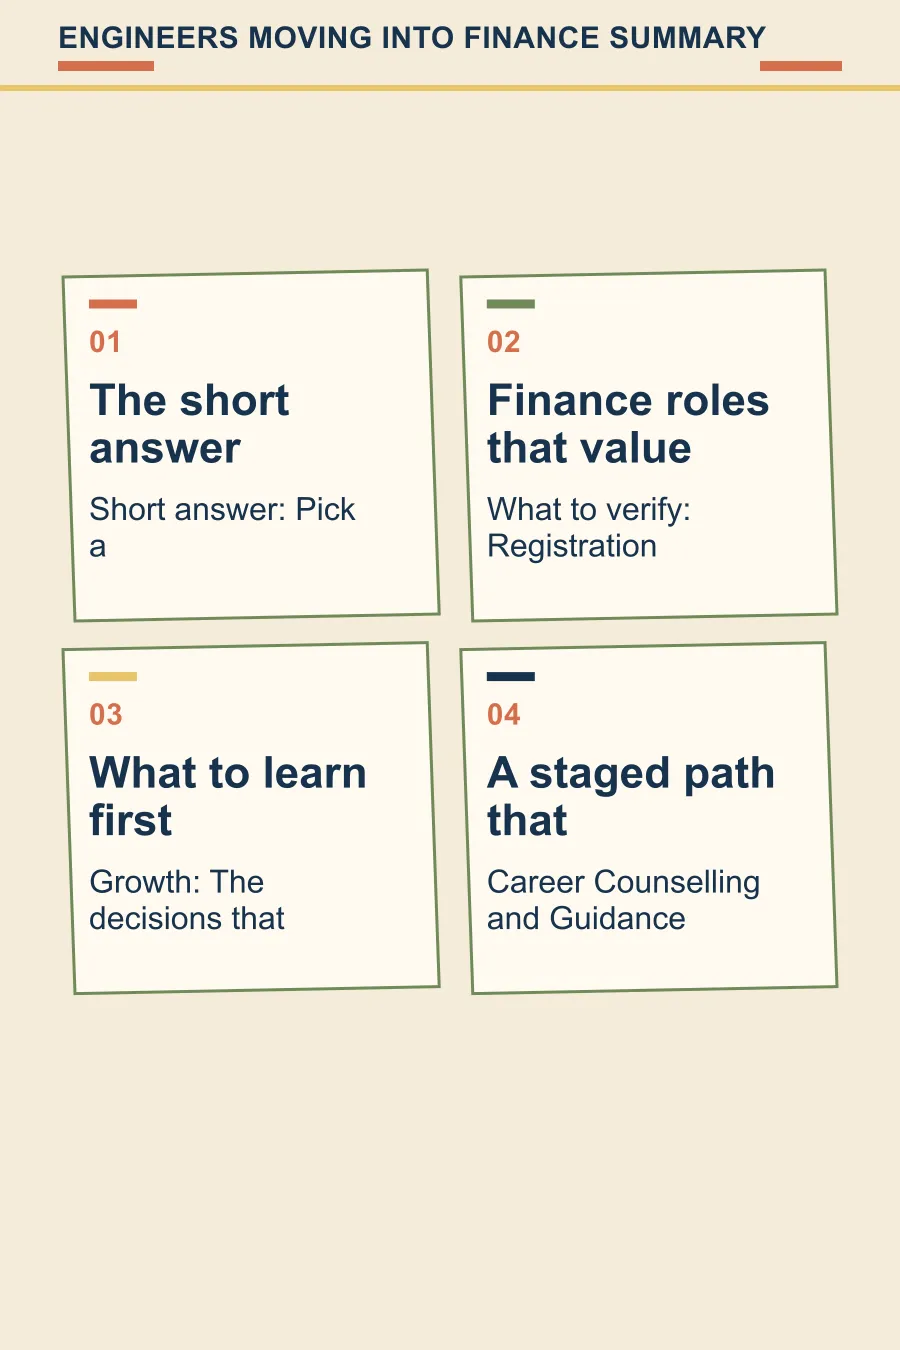 ENGINEERS MOVING INTO FINANCE SUMMARY
01
The short
answer
Short answer: Pick
a
02
Finance roles
that value
What to verify:
Registration
03
What to learn
first
Growth: The
decisions that
04
A staged path
that
Career Counselling
and Guidance